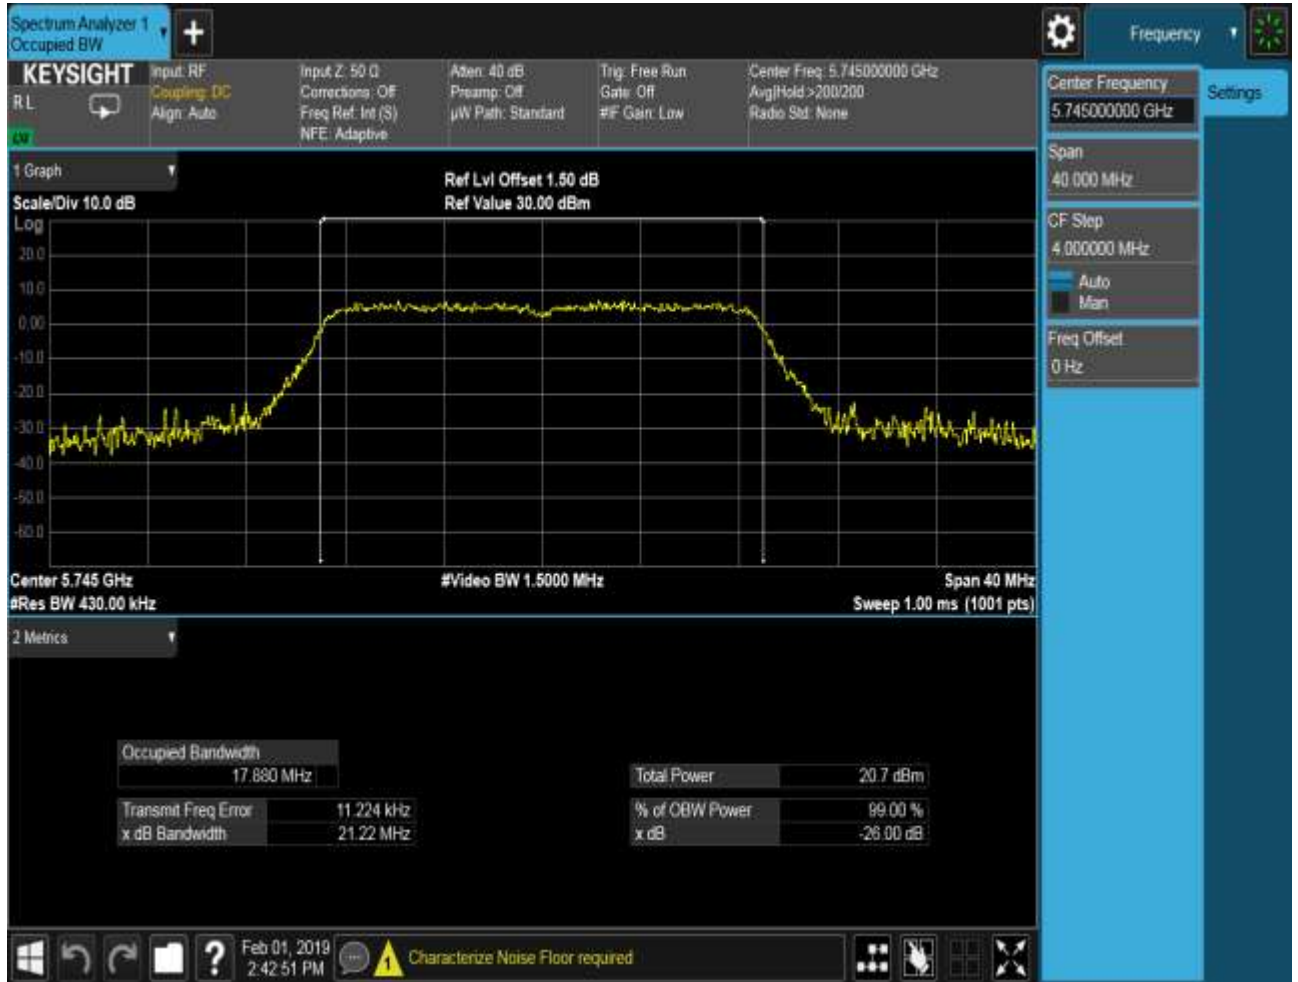 Spectrum Analyzer 1
Occupied BW
Frequency
KEYSIGHT
RL
Input: RF
Coupling: DC
Align: Auto
Input Z: 50 Ω
Corrections: Off
Freq Ref: Int (S)
NFE: Adaptive
Atten: 40 dB
Preamp: Off
µW Path: Standard
Trig: Free Run
Gate: Off
#IF Gain: Low
Center Freq: 5.745000000 GHz
Avg|Hold:>200/200
Radio Std: None
Center Frequency
5.745000000 GHz
Settings
Span
40.000 MHz
CF Step
4.000000 MHz
Auto
Man
Freq Offset
0 Hz
1 Graph
Scale/Div 10.0 dB
Ref Lvl Offset 1.50 dB
Ref Value 30.00 dBm
Log
20.0
10.0
0.00
-10.0
-20.0
-30.0
-40.0
-50.0
-60.0
Center 5.745 GHz
#Res BW 430.00 kHz
#Video BW 1.5000 MHz
Span 40 MHz
Sweep 1.00 ms (1001 pts)
2 Metrics
Occupied Bandwidth
17.880 MHz
Transmit Freq Error 11.224 kHz
x dB Bandwidth 21.22 MHz
Total Power 20.7 dBm
% of OBW Power 99.00 %
x dB -26.00 dB
Feb 01, 2019
2:42:51 PM
1
Characterize Noise Floor required